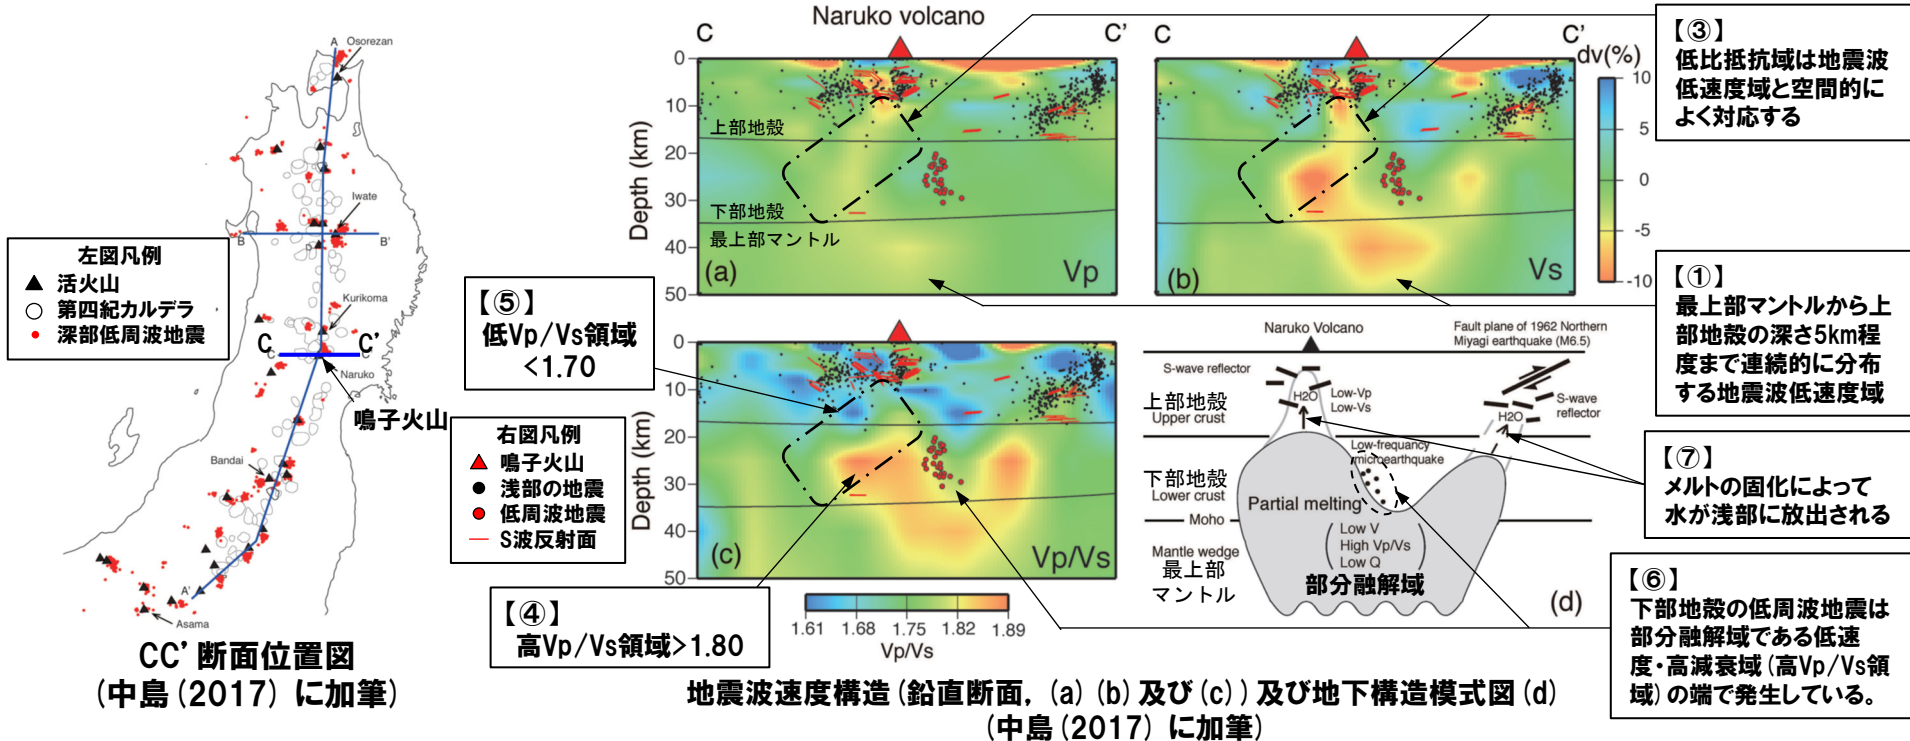 A
Osorezan
Iwate
B
B'
D
Kurikoma
C
C'
C
C'
Naruko
鳴子火山
Bandai
A'
Asama
左図凡例
活火山
第四紀カルデラ
深部低周波地震
CC'断面位置図
(中島(2017)に加筆)
Naruko volcano
C
C'
C
C'
dv(%)
10
5
0
-5
-10
0
10
20
30
40
50
Depth (km)
上部地殻
下部地殻
最上部マントル
(a)
Vp
(b)
Vs
【③】
低比抵抗域は地震波
低速度域と空間的に
よく対応する
【①】
最上部マントルから上
部地殻の深さ5km程
度まで連続的に分布
する地震波低速度域
【⑤】
低Vp/Vs領域
<1.70
右図凡例
鳴子火山
浅部の地震
低周波地震
S波反射面
0
10
20
30
40
50
Depth (km)
(c)
Vp/Vs
1.61
1.68
1.75
1.82
1.89
Vp/Vs
【④】
高Vp/Vs領域>1.80
Naruko Volcano
Fault plane of 1962 Northern
Miyagi earthquake (M6.5)
S-wave reflector
H2O
Low-Vp
Low-Vs
H2O
S-wave
reflector
上部地殻
Upper crust
Low-frequancy
microearthquake
下部地殻
Lower crust
Partial melting
Moho
Low V
High Vp/Vs
Low Q
Mantle wedge
最上部
マントル
部分融解域
(d)
【⑦】
メルトの固化によって
水が浅部に放出される
【⑥】
下部地殻の低周波地震は
部分融解域である低速
度・高減衰域(高Vp/Vs領
域)の端で発生している。
地震波速度構造(鉛直断面, (a)(b)及び(c))及び地下構造模式図(d)
(中島(2017)に加筆)